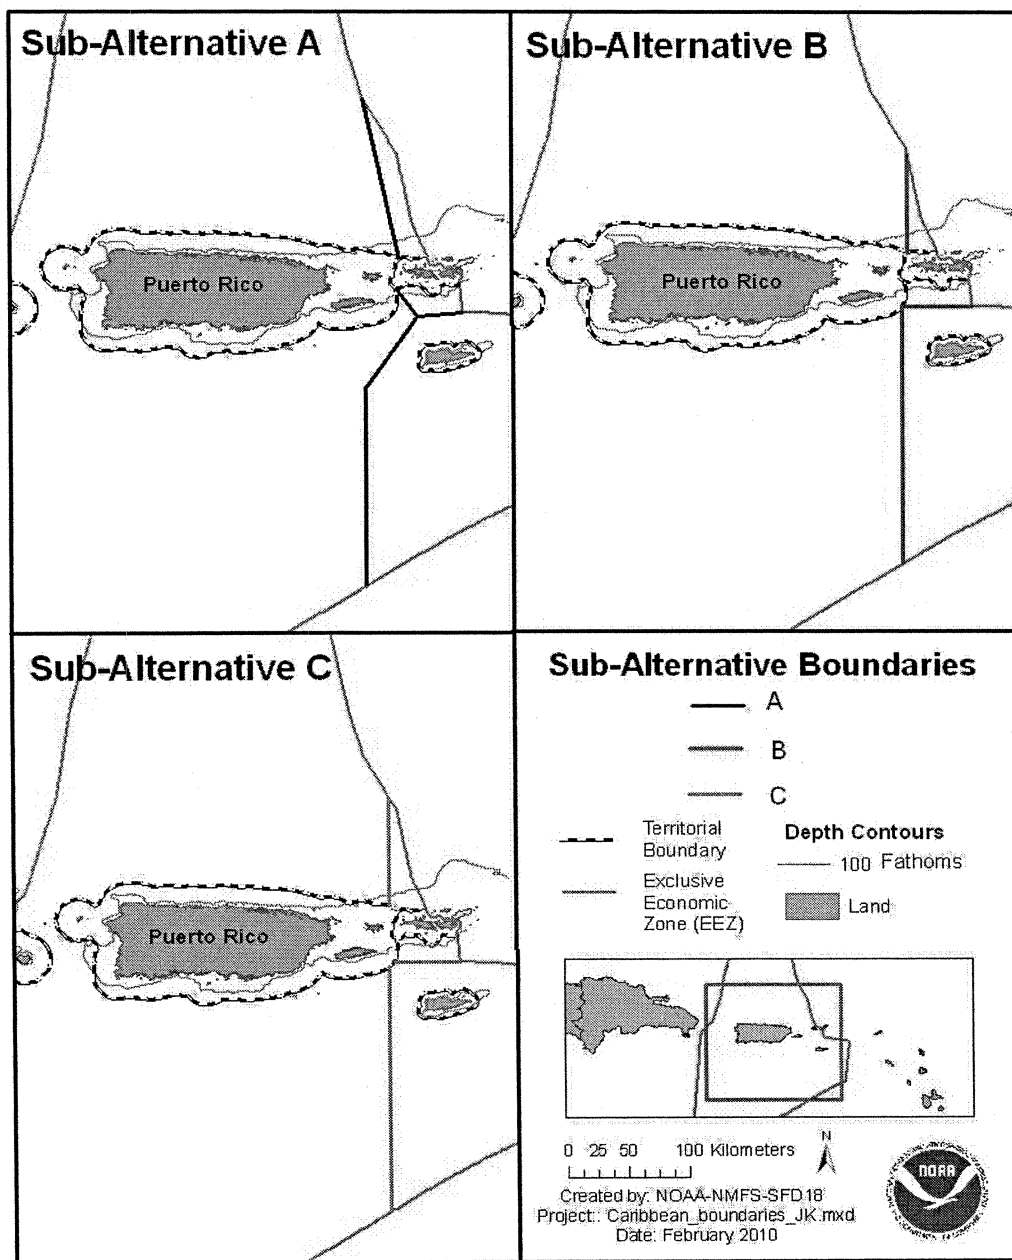 Sub-Alternative A
Puerto Rico
Sub-Alternative B
Puerto Rico
Sub-Alternative C
Puerto Rico
Sub-Alternative Boundaries
A
B
C
Territorial
Boundary
Exclusive
Economic
Zone (EEZ)
Depth Contours
100 Fathoms
Land
0 25 50 100 Kilometers
N
Created by: NOAA-NMFS-SFD18
Project:: Caribbean_boundaries_JK.mxd
Date: February 2010
NOAA